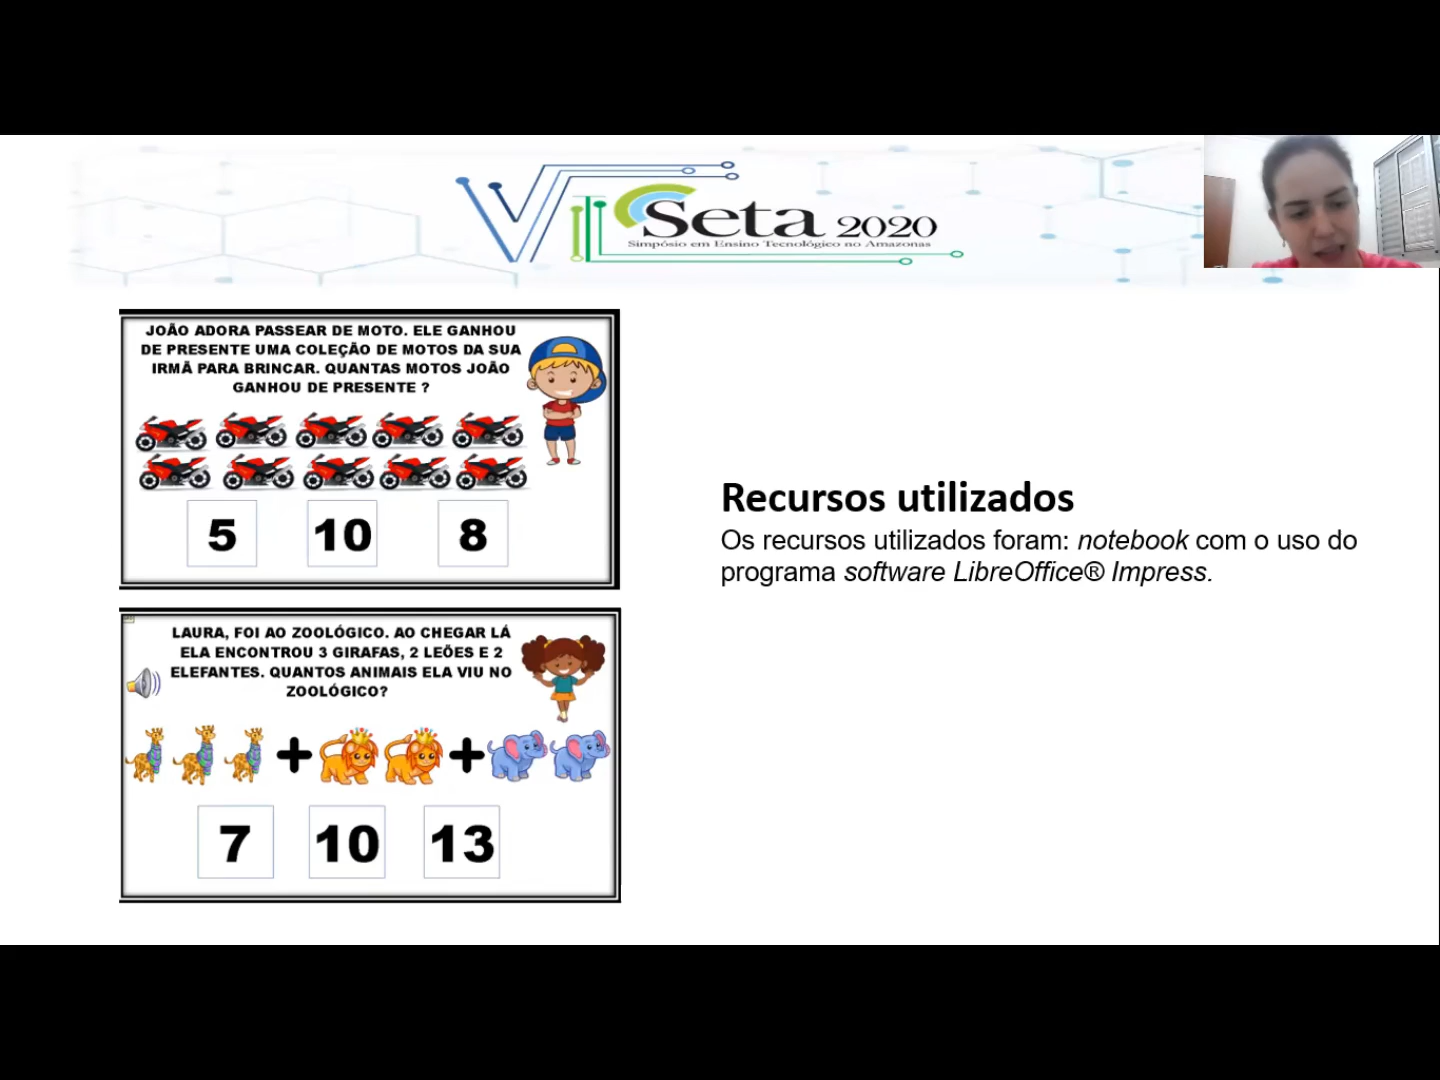 VII Seta 2020
Simpósio em Ensino Tecnológico no Amazonas
JOÃO ADORA PASSEAR DE MOTO. ELE GANHOU
DE PRESENTE UMA COLEÇÃO DE MOTOS DA SUA
IRMÃ PARA BRINCAR. QUANTAS MOTOS JOÃO
GANHOU DE PRESENTE ?
5 10 8
LAURA, FOI AO ZOOLÓGICO. AO CHEGAR LÁ
ELA ENCONTROU 3 GIRAFAS, 2 LEÕES E 2
ELEFANTES. QUANTOS ANIMAIS ELA VIU NO
ZOOLÓGICO?
+ +
7 10 13
Recursos utilizados
Os recursos utilizados foram: notebook com o uso do
programa software LibreOffice® Impress.